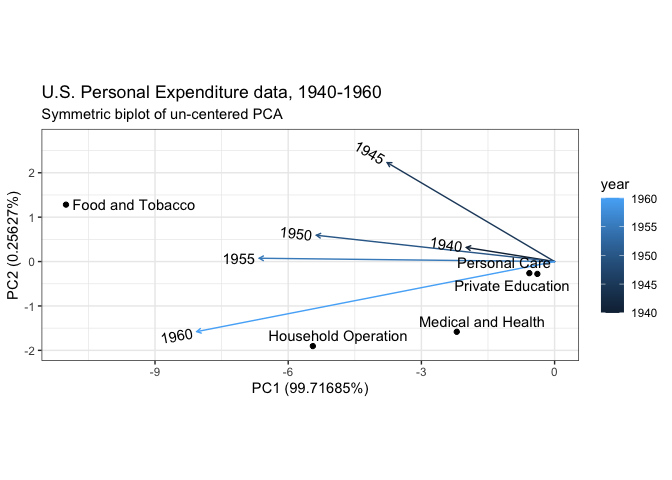 U.S. Personal Expenditure data, 1940-1960
Symmetric biplot of un-centered PCA
PC2 (0.25627%)
2
1
0
-1
-2
1945
Food and Tobacco
1950
1940
1955
Personal Care
Private Education
Medical and Health
1960
Household Operation
-9
-6
-3
0
PC1 (99.71685%)
year
1960
1955
1950
1945
1940